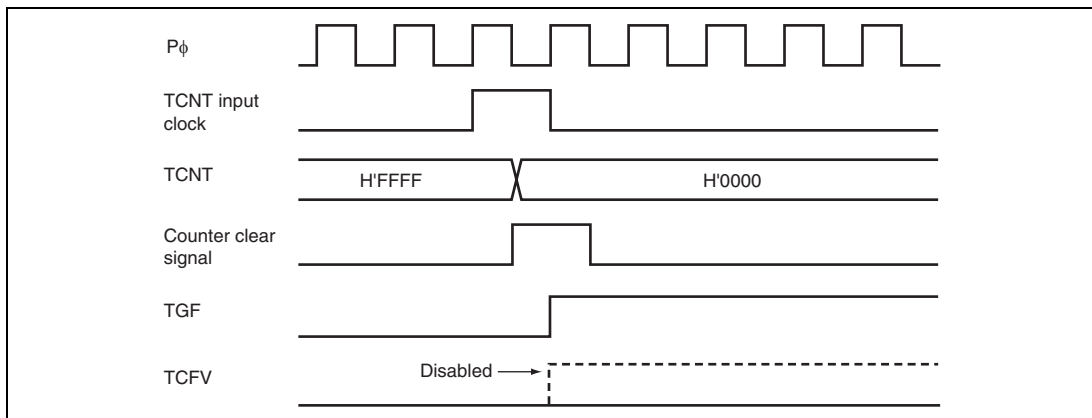 Pϕ
TCNT input
clock
TCNT
H'FFFF
H'0000
Counter clear
signal
TGF
TCFV
Disabled